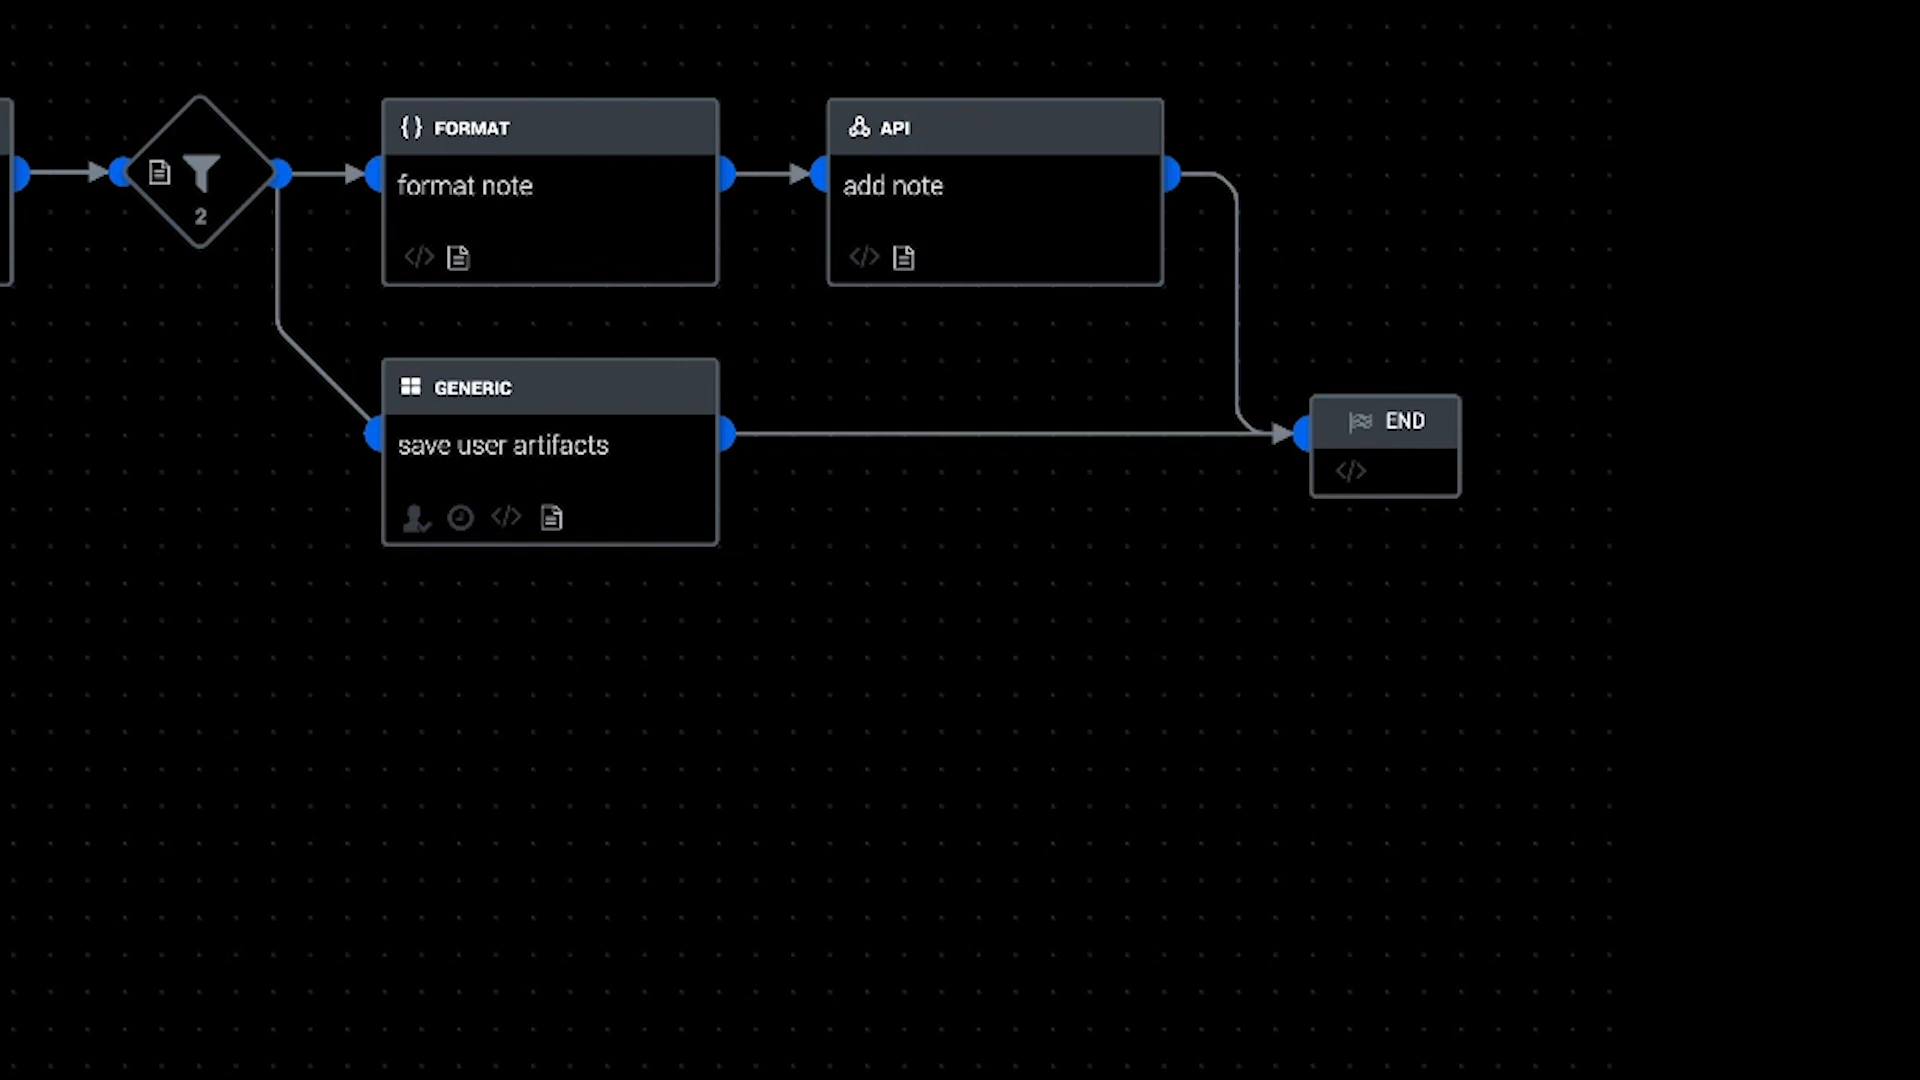 {} FORMAT
format note
</>
API
add note
</>
2
GENERIC
save user artifacts
</>
END
</>